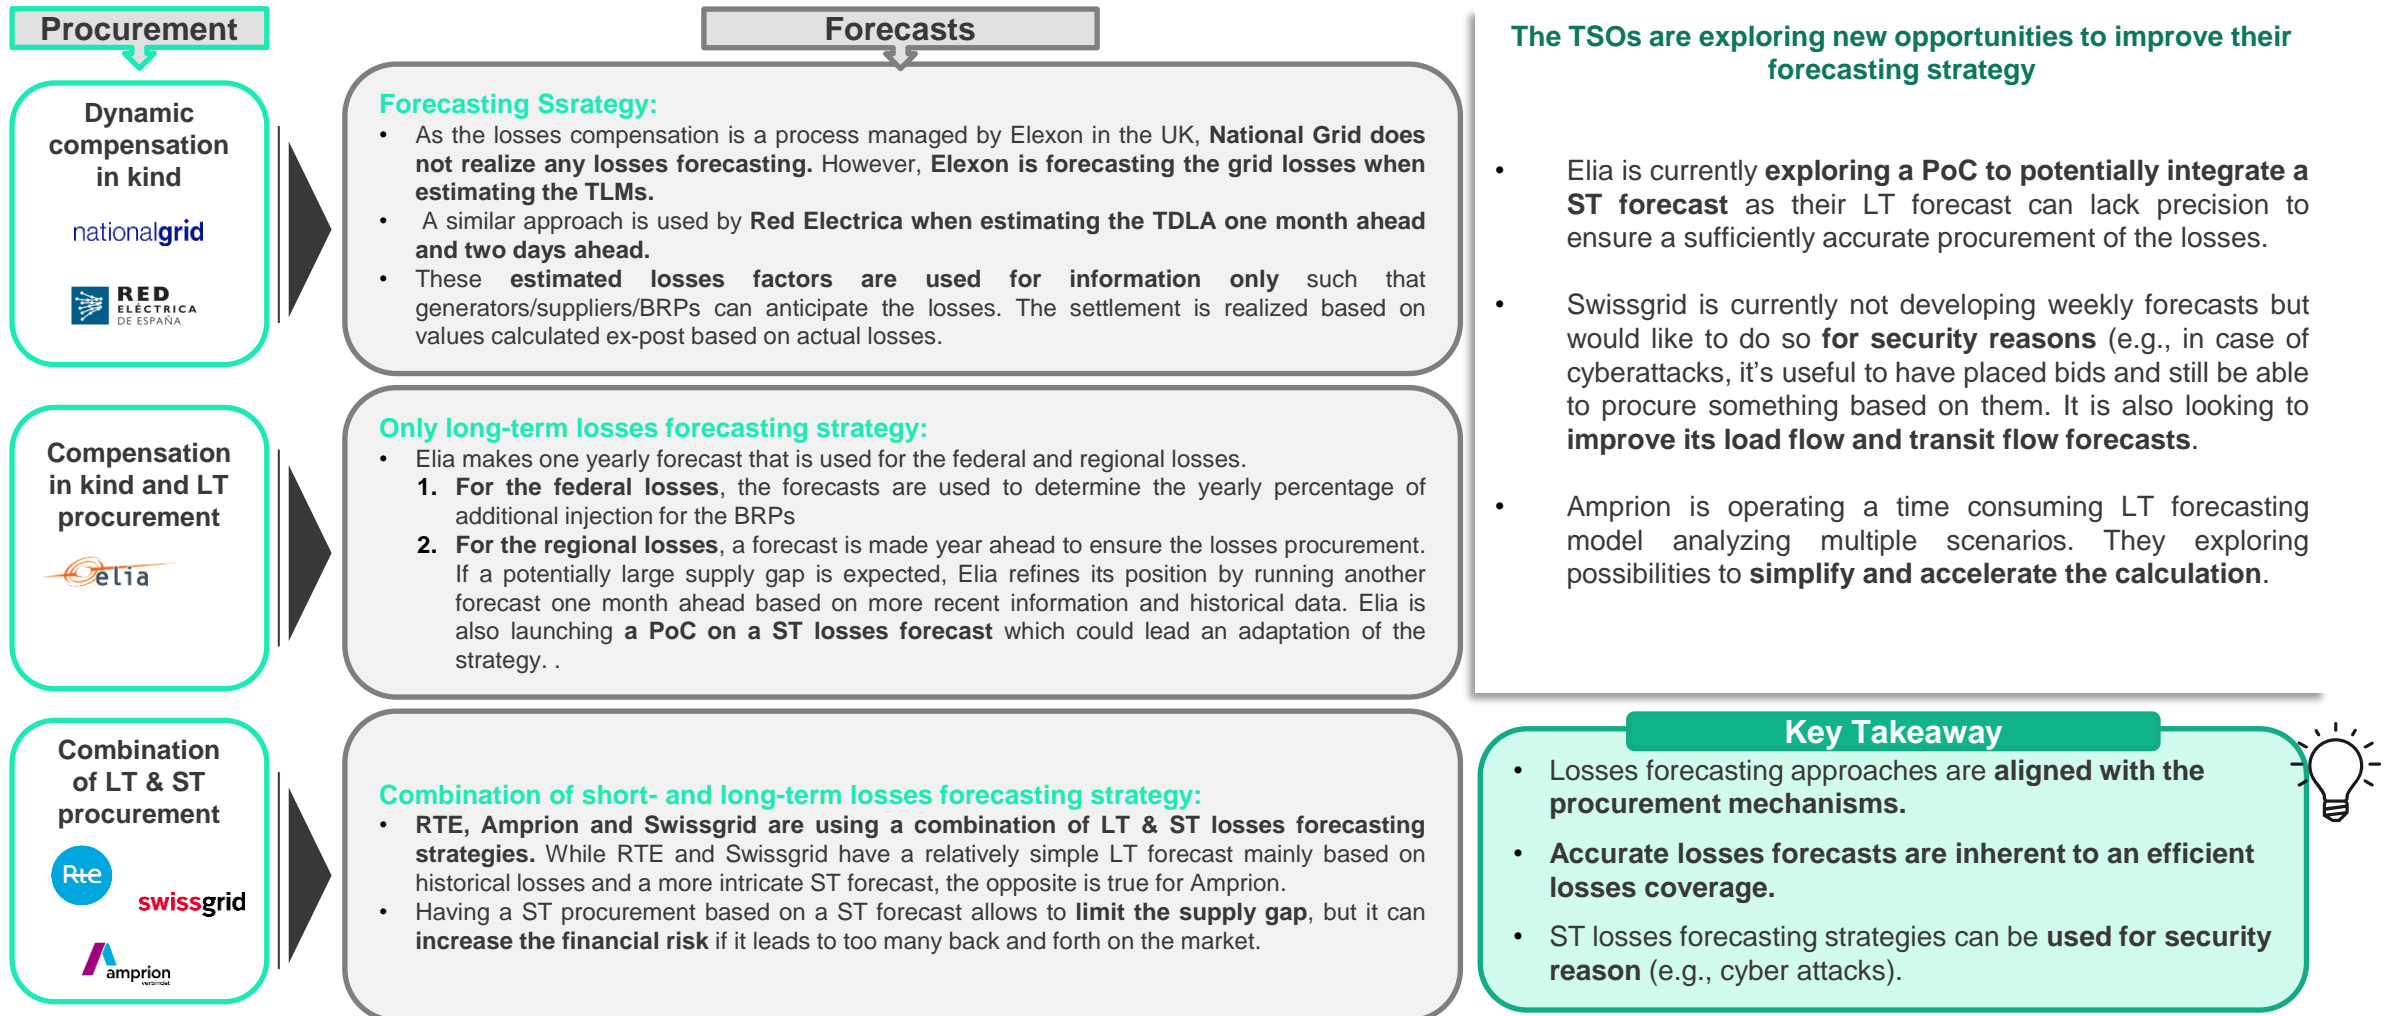 Procurement
Forecasts
Dynamic
compensation
in kind
nationalgrid
RED
ELÉCTRICA
DE ESPAÑA
Forecasting Ssrategy:
• As the losses compensation is a process managed by Elexon in the UK, National Grid does
not realize any losses forecasting. However, Elexon is forecasting the grid losses when
estimating the TLMs.
• A similar approach is used by Red Electrica when estimating the TDLA one month ahead
and two days ahead.
• These estimated losses factors are used for information only such that
generators/suppliers/BRPs can anticipate the losses. The settlement is realized based on
values calculated ex-post based on actual losses.
Compensation
in kind and LT
procurement
elia
Only long-term losses forecasting strategy:
• Elia makes one yearly forecast that is used for the federal and regional losses.
1. For the federal losses, the forecasts are used to determine the yearly percentage of
additional injection for the BRPs
2. For the regional losses, a forecast is made year ahead to ensure the losses procurement.
If a potentially large supply gap is expected, Elia refines its position by running another
forecast one month ahead based on more recent information and historical data. Elia is
also launching a PoC on a ST losses forecast which could lead an adaptation of the
strategy. .
Combination
of LT & ST
procurement
Rte
swissgrid
amprion
verbindet
Combination of short- and long-term losses forecasting strategy:
• RTE, Amprion and Swissgrid are using a combination of LT & ST losses forecasting
strategies. While RTE and Swissgrid have a relatively simple LT forecast mainly based on
historical losses and a more intricate ST forecast, the opposite is true for Amprion.
• Having a ST procurement based on a ST forecast allows to limit the supply gap, but it can
increase the financial risk if it leads to too many back and forth on the market.
The TSOs are exploring new opportunities to improve their
forecasting strategy
• Elia is currently exploring a PoC to potentially integrate a
ST forecast as their LT forecast can lack precision to
ensure a sufficiently accurate procurement of the losses.
• Swissgrid is currently not developing weekly forecasts but
would like to do so for security reasons (e.g., in case of
cyberattacks, it's useful to have placed bids and still be able
to procure something based on them. It is also looking to
improve its load flow and transit flow forecasts.
• Amprion is operating a time consuming LT forecasting
model analyzing multiple scenarios. They exploring
possibilities to simplify and accelerate the calculation.
Key Takeaway
• Losses forecasting approaches are aligned with the
procurement mechanisms.
• Accurate losses forecasts are inherent to an efficient
losses coverage.
• ST losses forecasting strategies can be used for security
reason (e.g., cyber attacks).